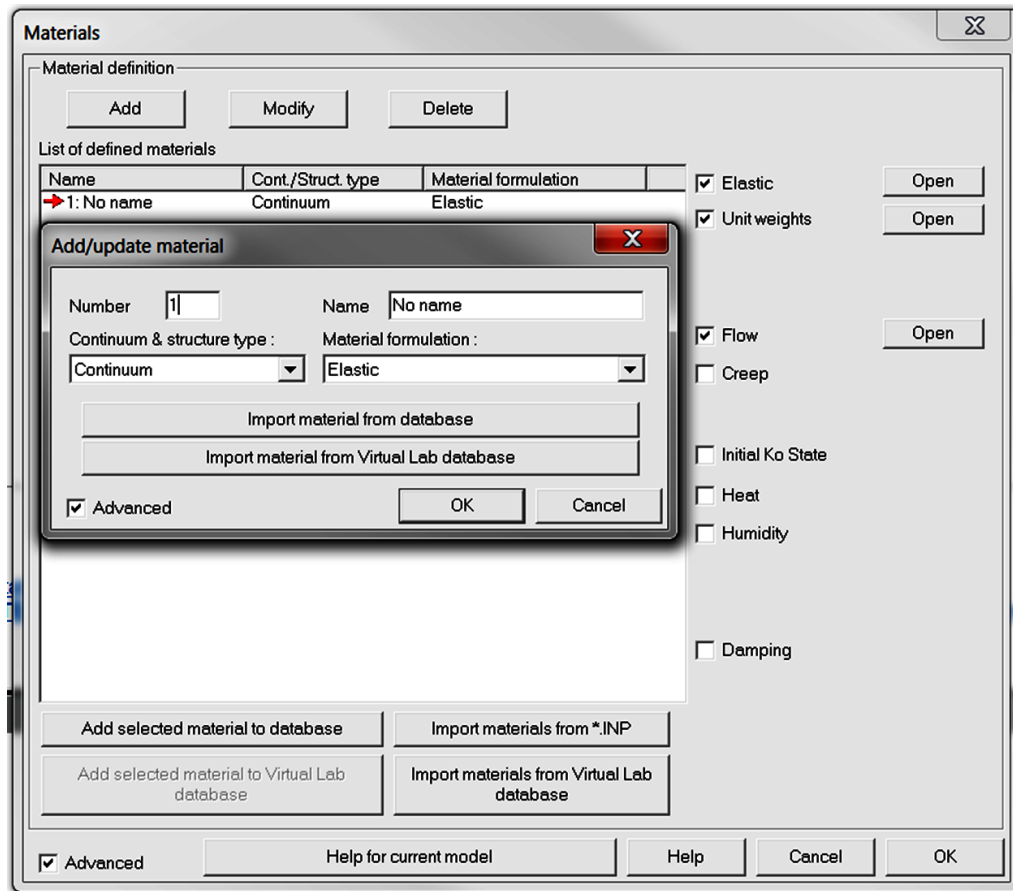 Materials
Material definition
Add Modify Delete
List of defined materials
Name Cont./Struct. type Material formulation
1: No name Continuum Elastic
Elastic Open
Unit weights Open
Add/update material
Number 1 Name No name
Continuum & structure type : Material formulation :
Continuum Elastic
Import material from database
Import material from Virtual Lab database
Advanced OK Cancel
Flow Open
Creep
Initial Ko State
Heat
Humidity
Damping
Add selected material to database Import materials from *.INP
Add selected material to Virtual Lab
database
Import materials from Virtual Lab
database
Advanced Help for current model Help Cancel OK